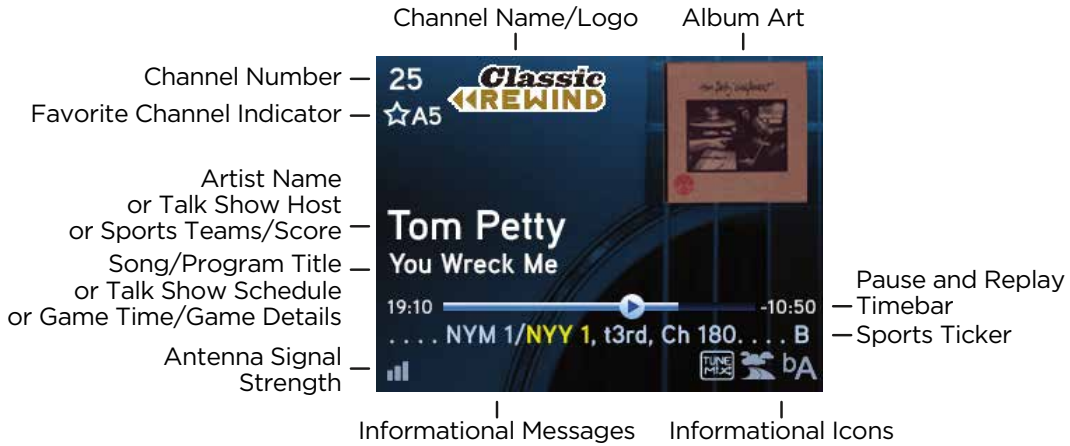 Channel Name/Logo
Album Art
Channel Number
Favorite Channel Indicator
Artist Name
or Talk Show Host
or Sports Teams/Score
Song/Program Title
or Talk Show Schedule
or Game Time/Game Details
Antenna Signal
Strength
25
Classic
REWIND
A5
Tom Petty
You Wreck Me
19:10
-10:50
. . . . NYM 1/NYY 1, t3rd, Ch 180. . . . B
TUNE
MIX
bA
Pause and Replay
Timebar
Sports Ticker
Informational Messages
Informational Icons